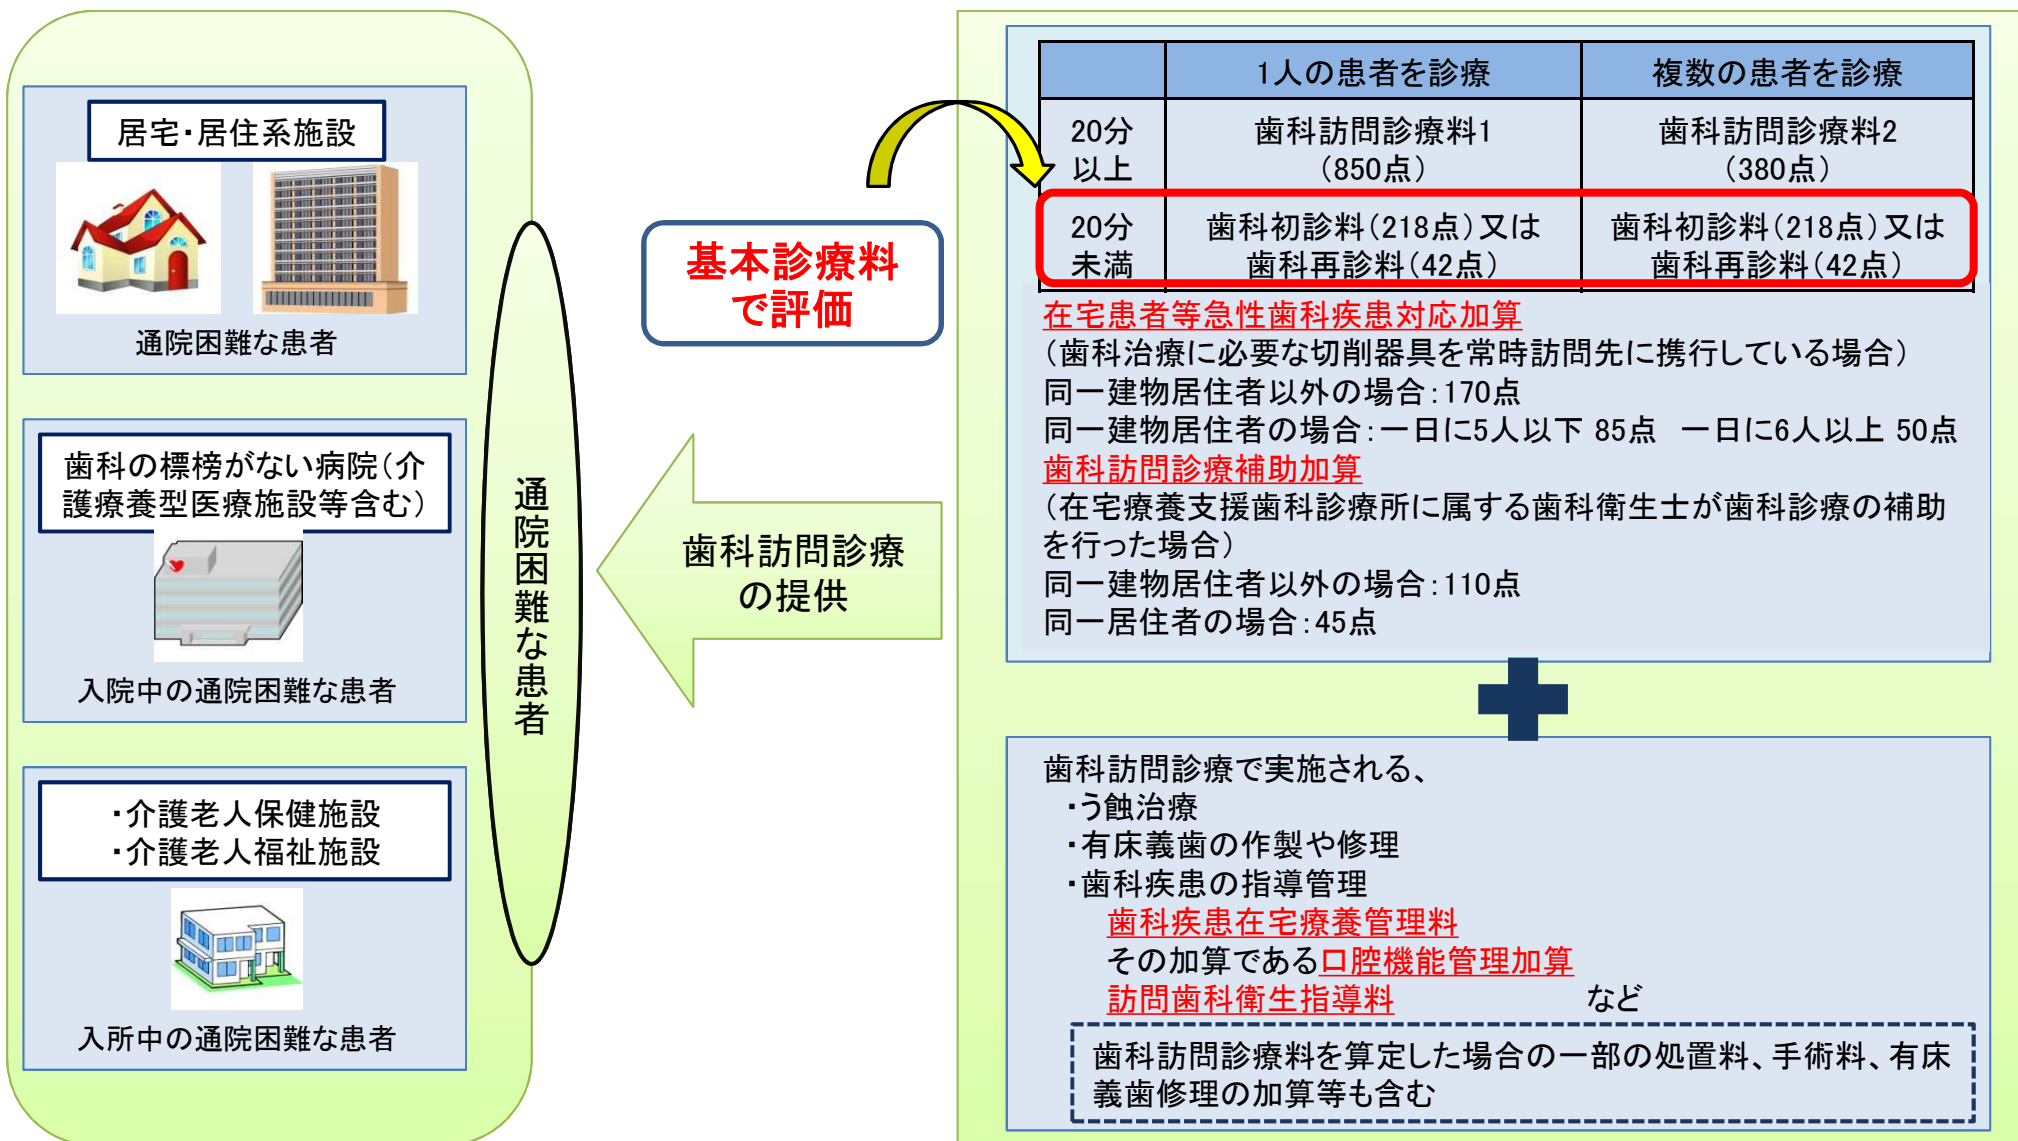 居宅・居住系施設
通院困難な患者
歯科の標榜がない病院（介
護療養型医療施設等含む）
入院中の通院困難な患者
・介護老人保健施設
・介護老人福祉施設
入所中の通院困難な患者
通院困難な患者
基本診療料
で評価
歯科訪問診療
の提供
1人の患者を診療 複数の患者を診療
20分 歯科訪問診療料1 歯科訪問診療料2
以上 （850点） （380点）
20分 歯科初診料（218点）又は 歯科初診料（218点）又は
未満 歯科再診料（42点） 歯科再診料（42点）
在宅患者等急性歯科疾患対応加算
（歯科治療に必要な切削器具を常時訪問先に携行している場合）
同一建物居住者以外の場合：170点
同一建物居住者の場合：一日に5人以下 85点　一日に6人以上 50点
歯科訪問診療補助加算
（在宅療養支援歯科診療所に属する歯科衛生士が歯科診療の補助
を行った場合）
同一建物居住者以外の場合：110点
同一居住者の場合：45点
歯科訪問診療で実施される、
・う蝕治療
・有床義歯の作製や修理
・歯科疾患の指導管理
歯科疾患在宅療養管理料
その加算である口腔機能管理加算
訪問歯科衛生指導料 など
歯科訪問診療料を算定した場合の一部の処置料、手術料、有床
義歯修理の加算等も含む